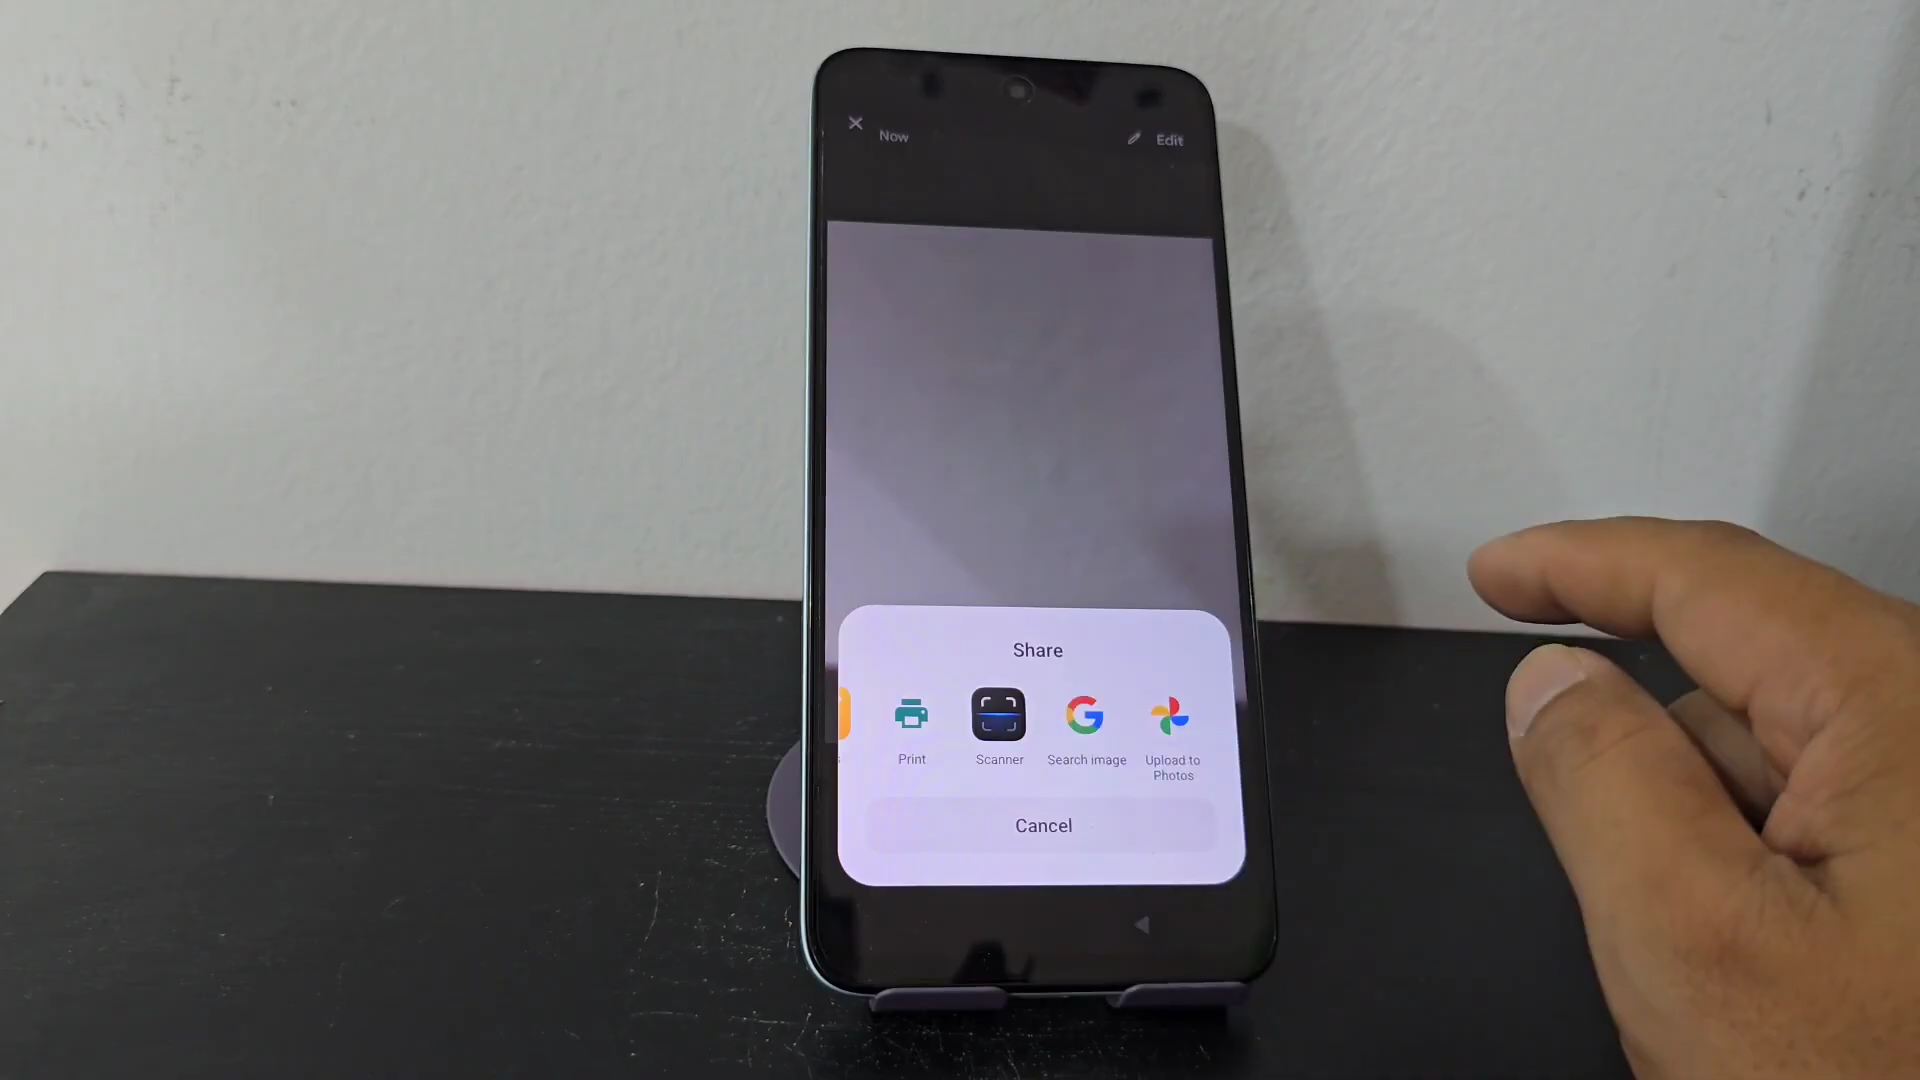 Now
Edit
Share
Print
Scanner
Search image
Upload to
Photos
Cancel